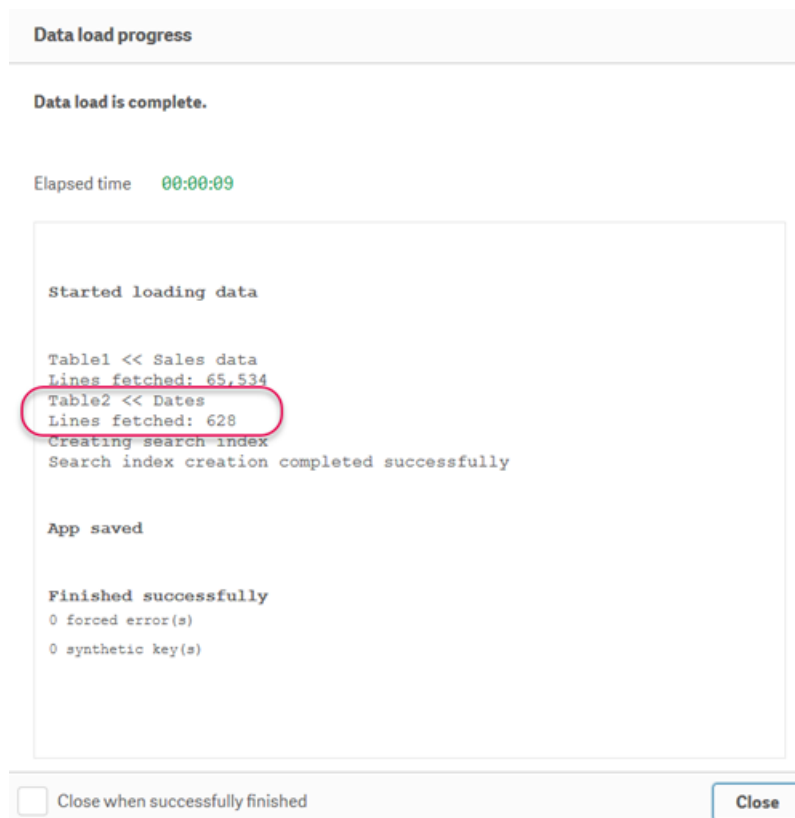 Data load progress
Data load is complete.
Elapsed time 00:00:09
Started loading data
Table1 << Sales data
Lines fetched: 65,534
Table2 << Dates
Lines fetched: 628
Creating search index
Search index creation completed successfully
App saved
Finished successfully
0 forced error(s)
0 synthetic key(s)
Close when successfully finished
Close